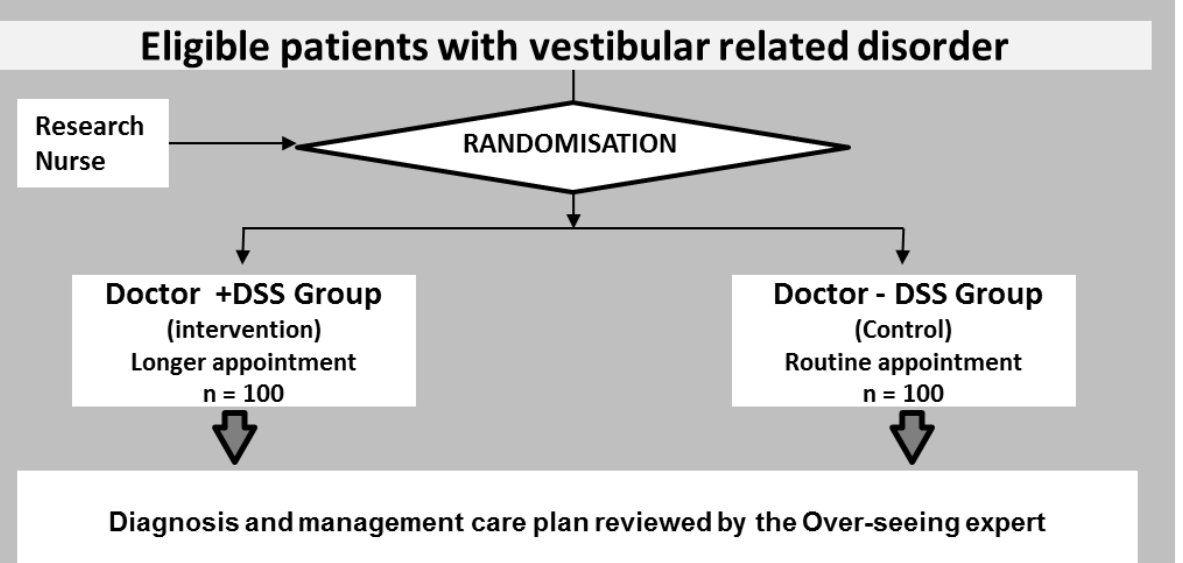 Eligible patients with vestibular related disorder
Research
Nurse
RANDOMISATION
Doctor +DSS Group
(intervention)
Longer appointment
n = 100
Doctor - DSS Group
(Control)
Routine appointment
n = 100
Diagnosis and management care plan reviewed by the Over-seeing expert